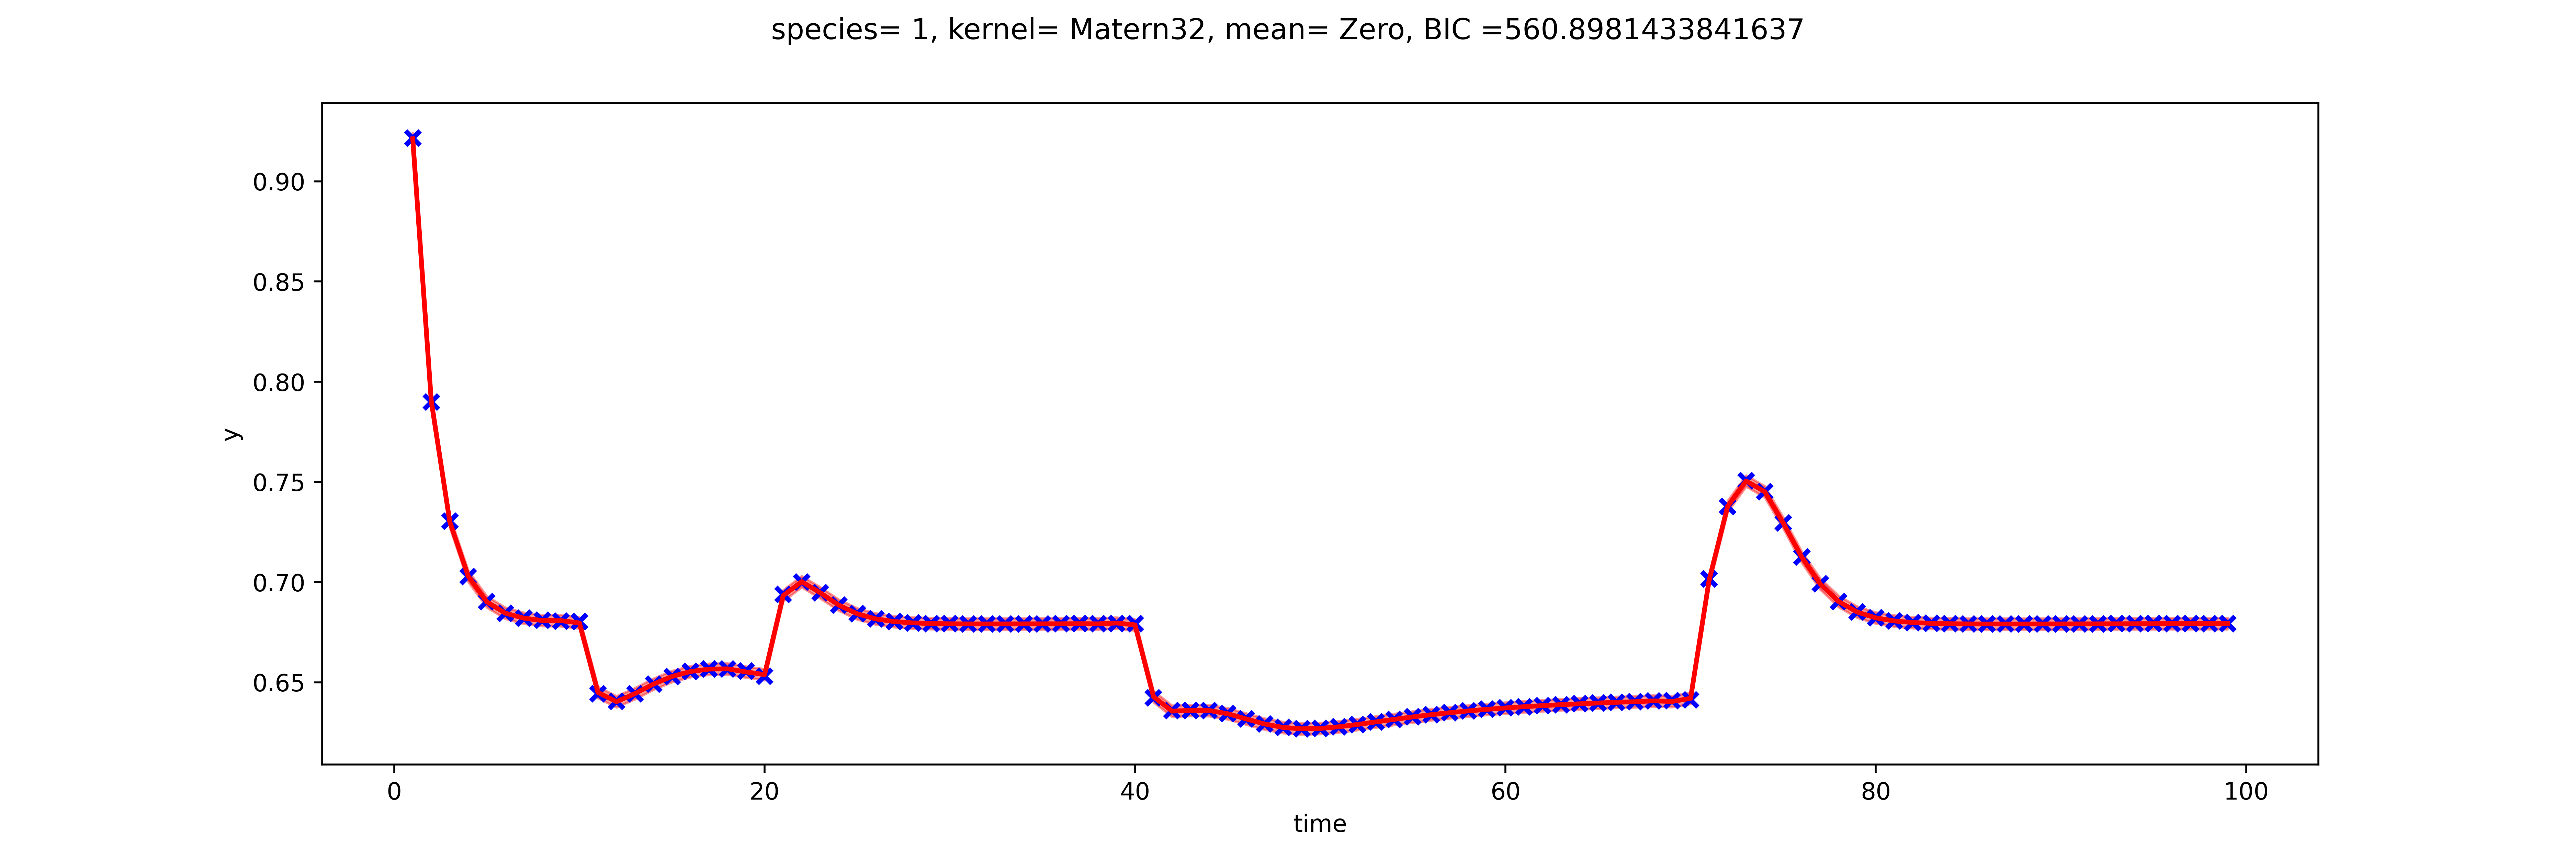 species= 1, kernel= Matern32, mean= Zero, BIC =560.8981433841637
0.90
0.85
0.80
0.75
0.70
0.65
y
0 20 40 60 80 100
time